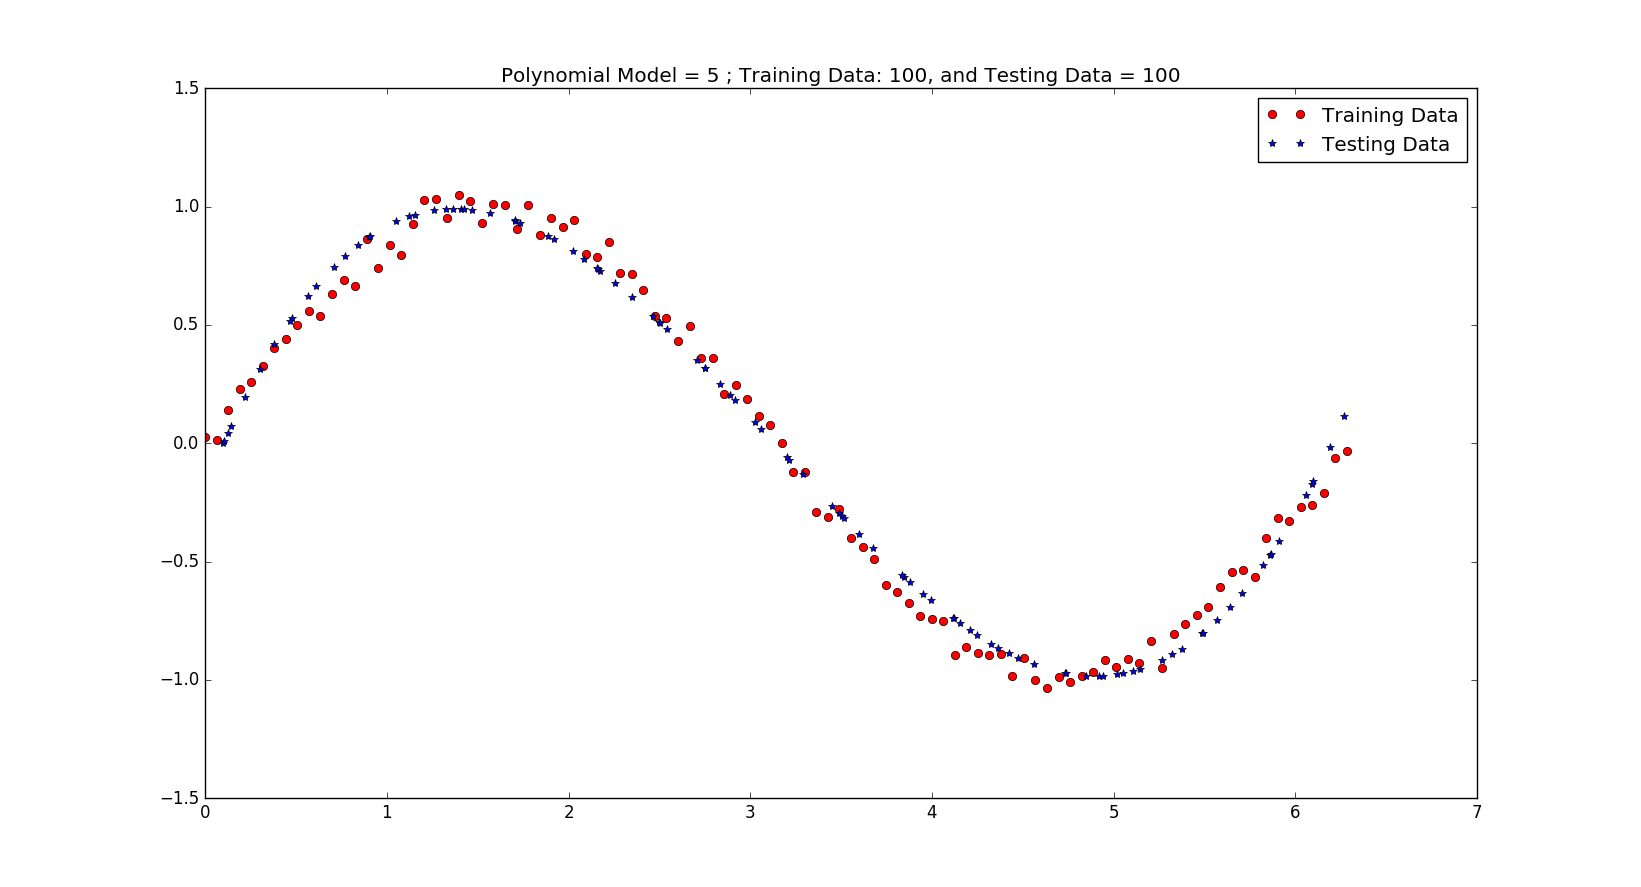 Polynomial Model = 5 ; Training Data: 100, and Testing Data = 100
1.5
Training Data
Testing Data
1.0
0.5
0.0
−0.5
−1.0
−1.5
0 1 2 3 4 5 6 7